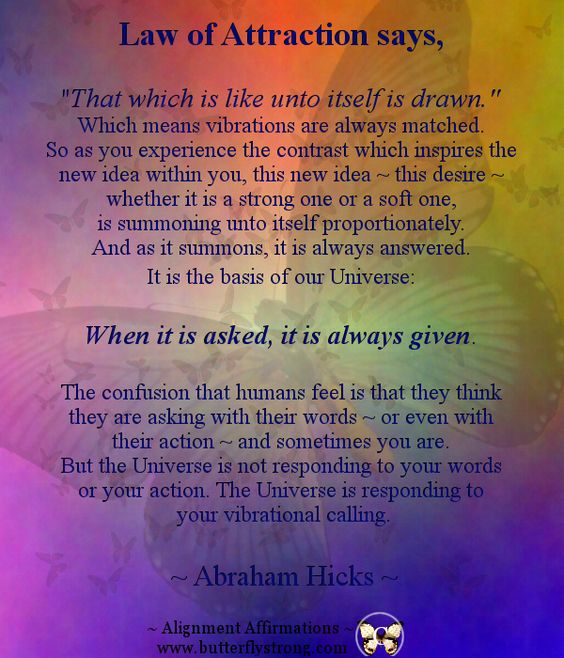 Law of Attraction says,
"That which is like unto itself is drawn."
Which means vibrations are always matched.
So as you experience the contrast which inspires the
new idea within you, this new idea ~ this desire ~
whether it is a strong one or a soft one,
is summoning unto itself proportionately.
And as it summons, it is always answered.
It is the basis of our Universe:
When it is asked, it is always given.
The confusion that humans feel is that they think
they are asking with their words ~ or even with
their action ~ and sometimes you are.
But the Universe is not responding to your words
or your action. The Universe is responding to
your vibrational calling.
~ Abraham Hicks ~
~ Alignment Affirmations ~
www.butterflystrong.com